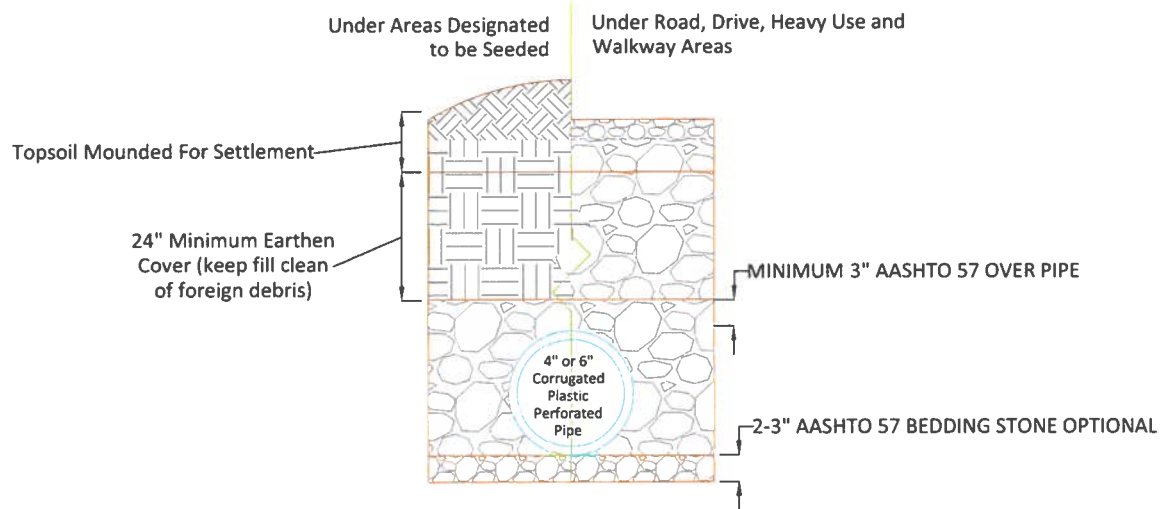 Under Areas Designated
to be Seeded
Under Road, Drive, Heavy Use and
Walkway Areas
Topsoil Mounded For Settlement
24" Minimum Earthen
Cover (keep fill clean
of foreign debris)
MINIMUM 3" AASHTO 57 OVER PIPE
4" or 6"
Corrugated
Plastic
Perforated
Pipe
2-3" AASHTO 57 BEDDING STONE OPTIONAL